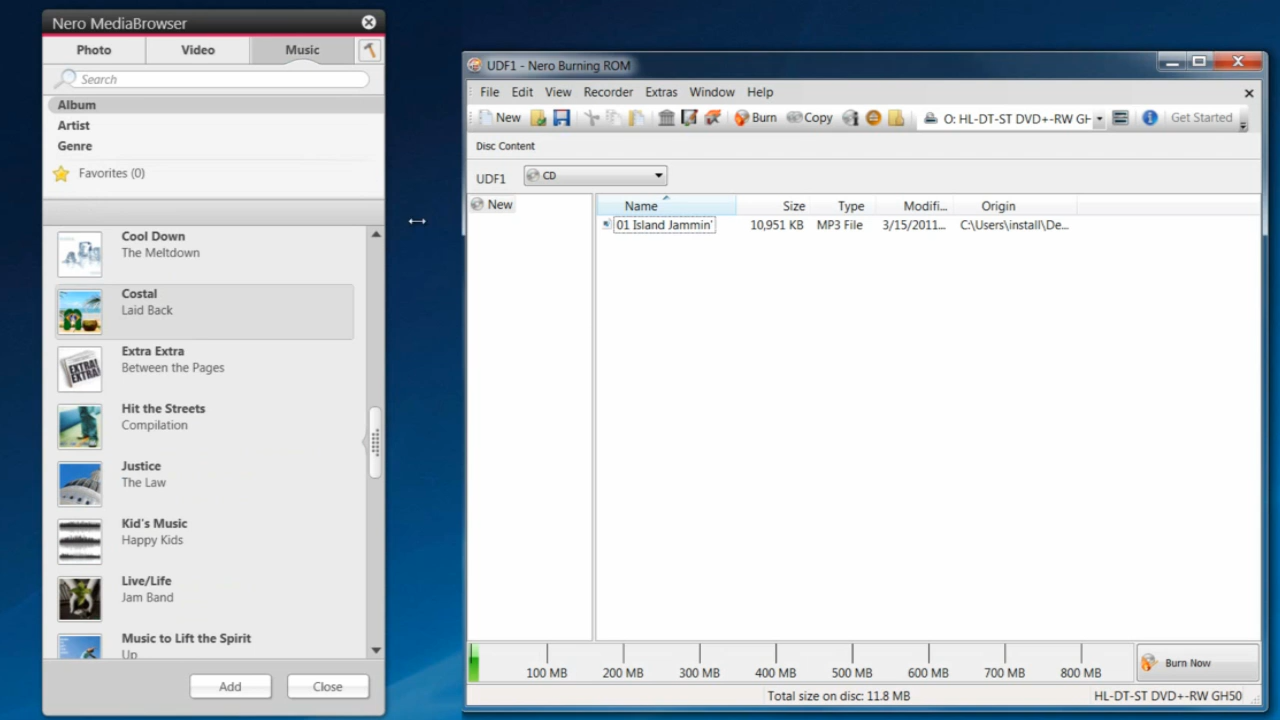 Nero MediaBrowser
Photo Video Music
Search
Album
Artist
Genre
Favorites (0)
Cool Down
The Meltdown
Costal
Laid Back
EXTRA!
EXTRA!
Extra Extra
Between the Pages
Hit the Streets
Compilation
Justice
The Law
Kid's Music
Happy Kids
Live/Life
Jam Band
Music to Lift the Spirit
Up
Add Close
UDF1 - Nero Burning ROM
File Edit View Recorder Extras Window Help
New Burn Copy O: HL-DT-ST DVD+-RW GH Get Started
Disc Content
UDF1 CD
New
Name Size Type Modifi... Origin
01 Island Jammin' 10,951 KB MP3 File 3/15/2011... C:\Users\install\De...
100 MB 200 MB 300 MB 400 MB 500 MB 600 MB 700 MB 800 MB
Burn Now
Total size on disc: 11.8 MB HL-DT-ST DVD+-RW GH50